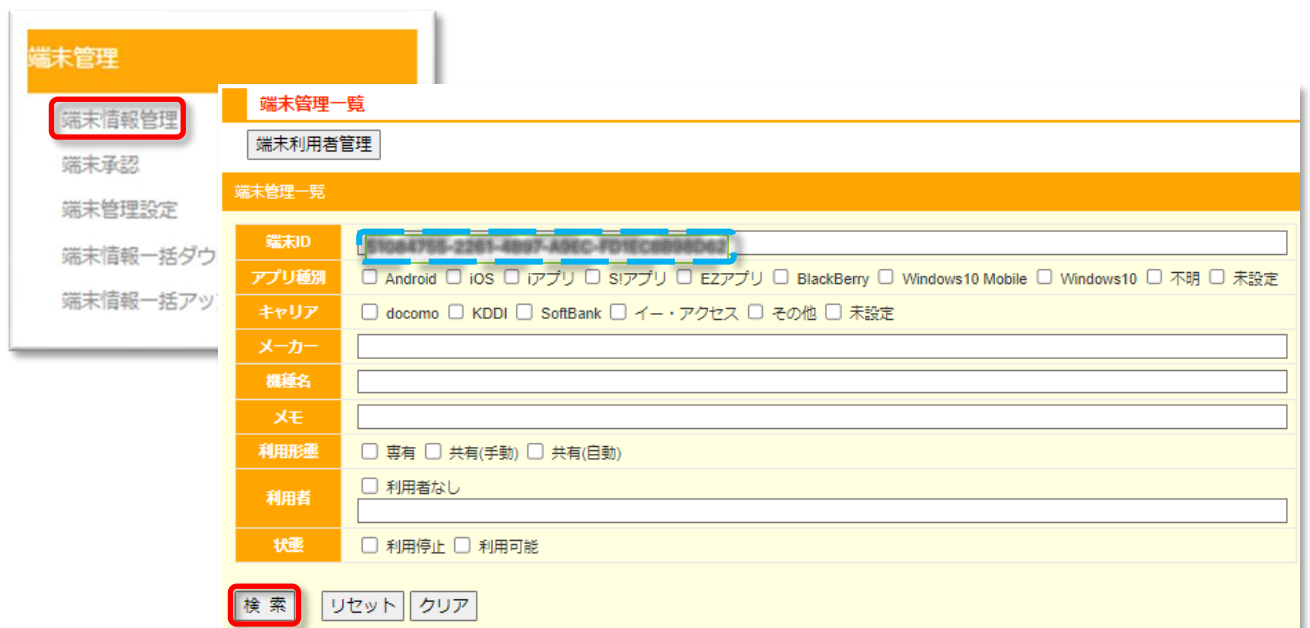 端末管理
端末情報管理
端末承認
端末管理設定
端末情報一括ダウ
端末情報一括アッ
端末管理一覧
端末利用者管理
端末管理一覧
端末ID
アプリ種別 Android iOS iアプリ S!アプリ EZアプリ BlackBerry Windows10 Mobile Windows10 不明 未設定
キャリア docomo KDDI SoftBank イー・アクセス その他 未設定
メーカー
機種名
メモ
利用形態 専有 共有(手動) 共有(自動)
利用者 利用者なし
状態 利用停止 利用可能
検 索 リセット クリア